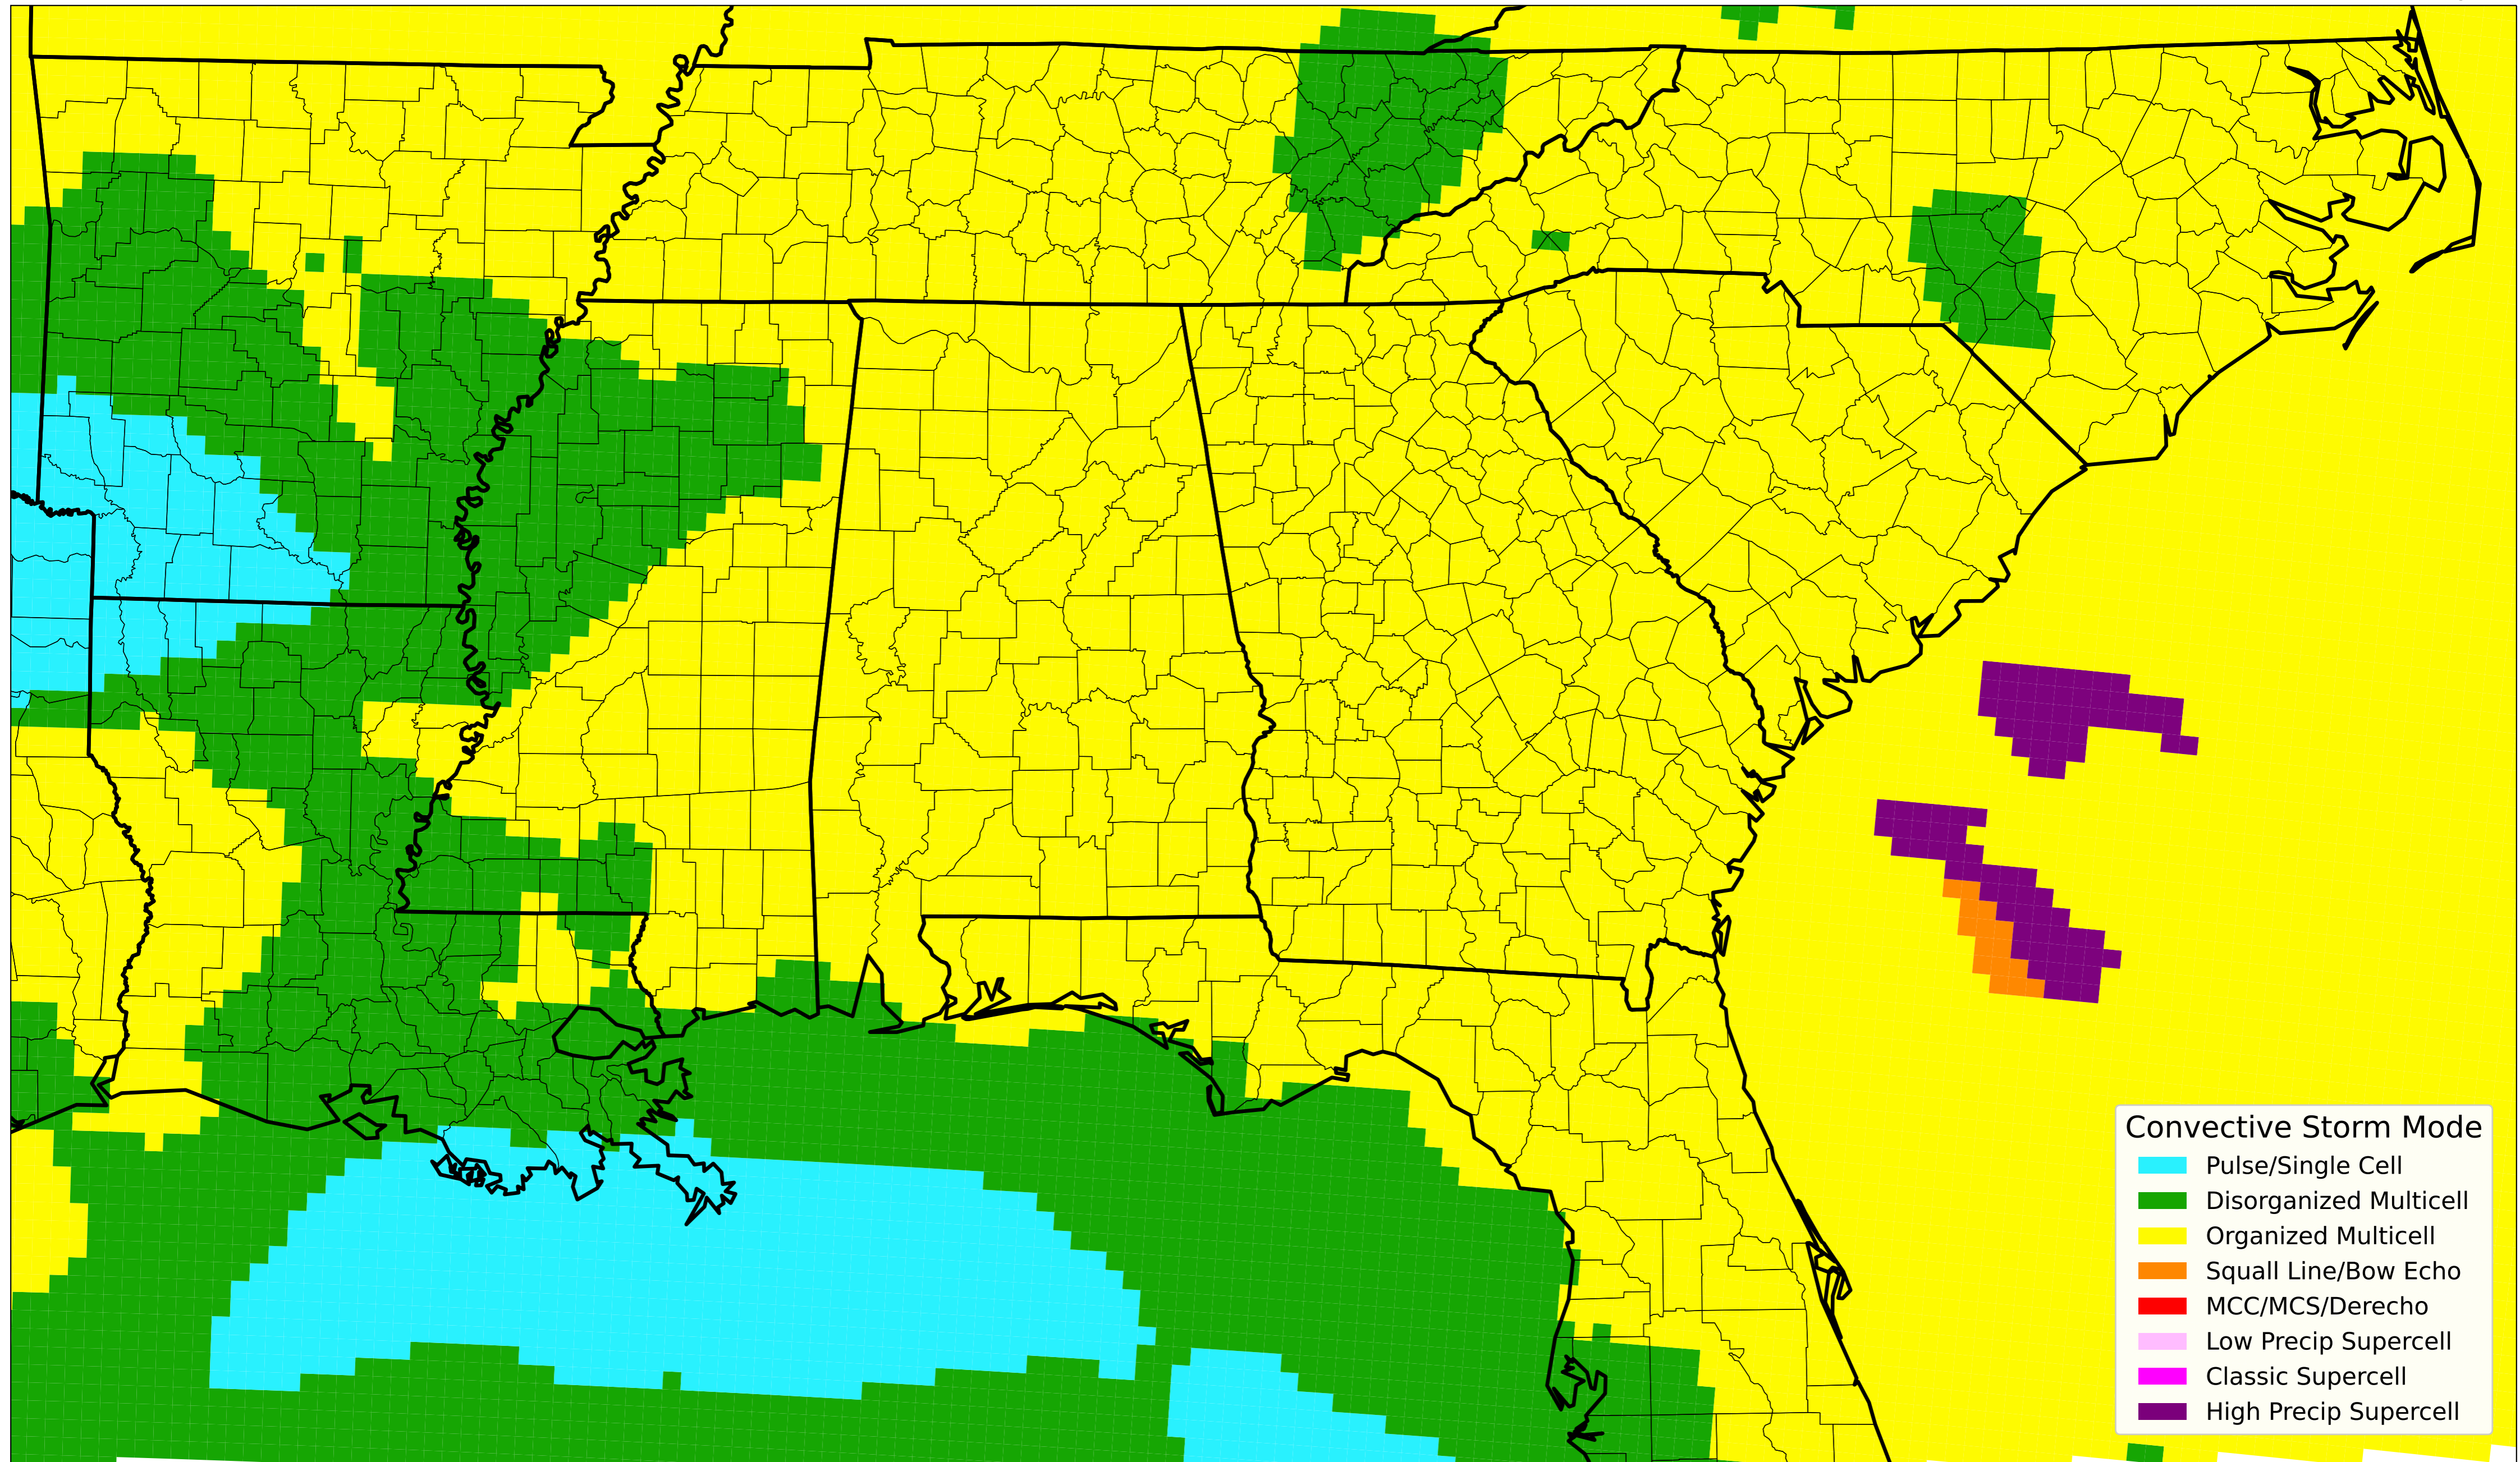 Convective Storm Mode
Pulse/Single Cell
Disorganized Multicell
Organized Multicell
Squall Line/Bow Echo
MCC/MCS/Derecho
Low Precip Supercell
Classic Supercell
High Precip Supercell